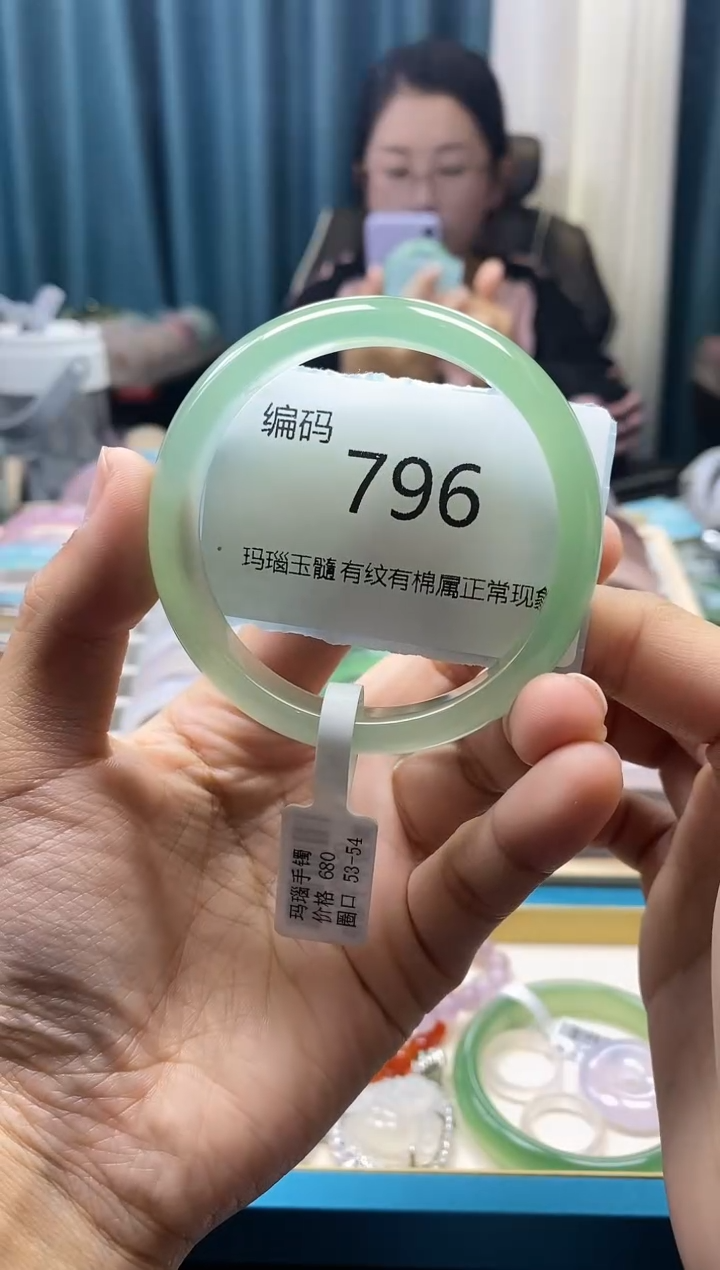 编码
796
玛瑙玉髓有纹有棉属正常现象
玛瑙手镯
价格 680
圈口 53-54